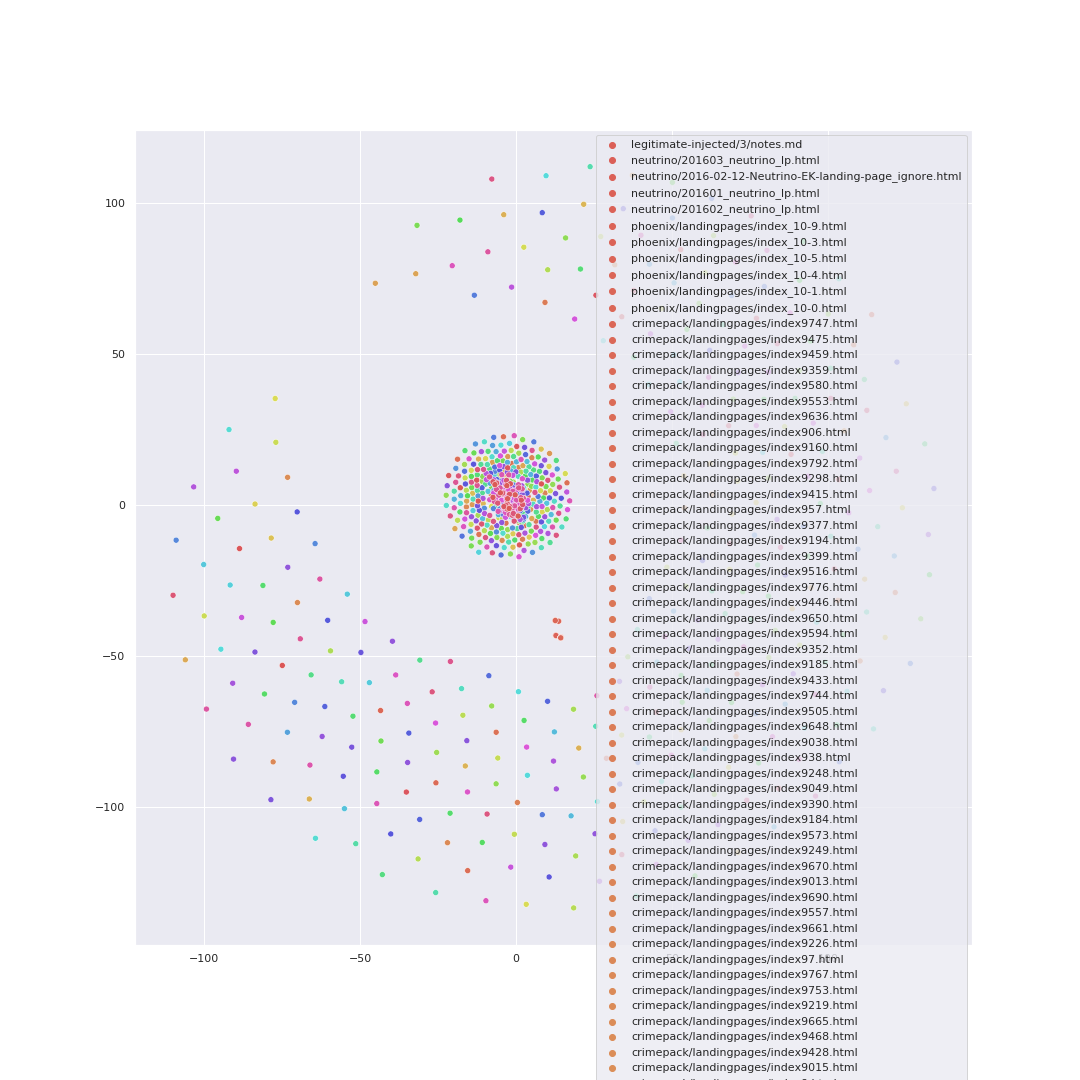 legitimate-injected/3/notes.md
neutrino/201603_neutrino_lp.html
neutrino/2016-02-12-Neutrino-EK-landing-page_ignore.html
neutrino/201601_neutrino_lp.html
neutrino/201602_neutrino_lp.html
phoenix/landingpages/index_10-9.html
phoenix/landingpages/index_10-3.html
phoenix/landingpages/index_10-5.html
phoenix/landingpages/index_10-4.html
phoenix/landingpages/index_10-1.html
phoenix/landingpages/index_10-0.html
crimepack/landingpages/index9747.html
crimepack/landingpages/index9475.html
crimepack/landingpages/index9459.html
crimepack/landingpages/index9359.html
crimepack/landingpages/index9580.html
crimepack/landingpages/index9553.html
crimepack/landingpages/index9636.html
crimepack/landingpages/index906.html
crimepack/landingpages/index9160.html
crimepack/landingpages/index9792.html
crimepack/landingpages/index9298.html
crimepack/landingpages/index9415.html
crimepack/landingpages/index957.html
crimepack/landingpages/index9377.html
crimepack/landingpages/index9194.html
crimepack/landingpages/index9399.html
crimepack/landingpages/index9516.html
crimepack/landingpages/index9776.html
crimepack/landingpages/index9446.html
crimepack/landingpages/index9650.html
crimepack/landingpages/index9594.html
crimepack/landingpages/index9352.html
crimepack/landingpages/index9185.html
crimepack/landingpages/index9433.html
crimepack/landingpages/index9744.html
crimepack/landingpages/index9505.html
crimepack/landingpages/index9648.html
crimepack/landingpages/index9038.html
crimepack/landingpages/index938.html
crimepack/landingpages/index9248.html
crimepack/landingpages/index9049.html
crimepack/landingpages/index9390.html
crimepack/landingpages/index9184.html
crimepack/landingpages/index9573.html
crimepack/landingpages/index9249.html
crimepack/landingpages/index9670.html
crimepack/landingpages/index9013.html
crimepack/landingpages/index9690.html
crimepack/landingpages/index9557.html
crimepack/landingpages/index9661.html
crimepack/landingpages/index9226.html
crimepack/landingpages/index97.html
crimepack/landingpages/index9767.html
crimepack/landingpages/index9753.html
crimepack/landingpages/index9219.html
crimepack/landingpages/index9665.html
crimepack/landingpages/index9468.html
crimepack/landingpages/index9428.html
crimepack/landingpages/index9015.html
100
50
0
−50
−100
−100
−50
0